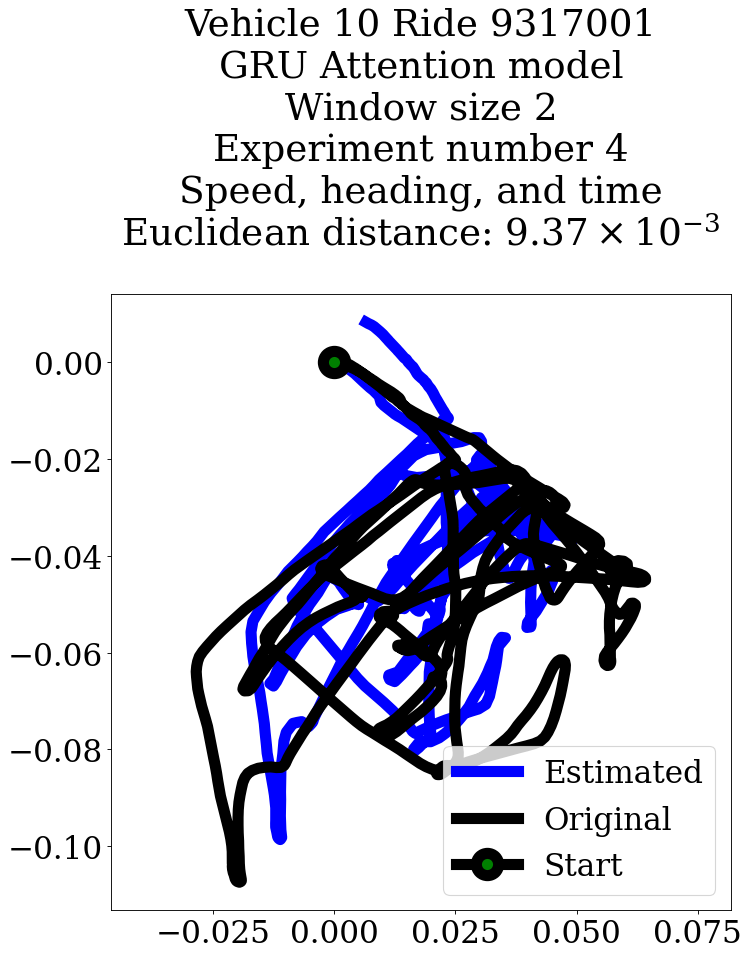 Vehicle 10 Ride 9317001
GRU Attention model
Window size 2
Experiment number 4
Speed, heading, and time
Euclidean distance: 9.37 × 10⁻³
0.00
−0.02
−0.04
−0.06
−0.08
−0.10
Estimated
Original
Start
−0.025 0.000 0.025 0.050 0.075